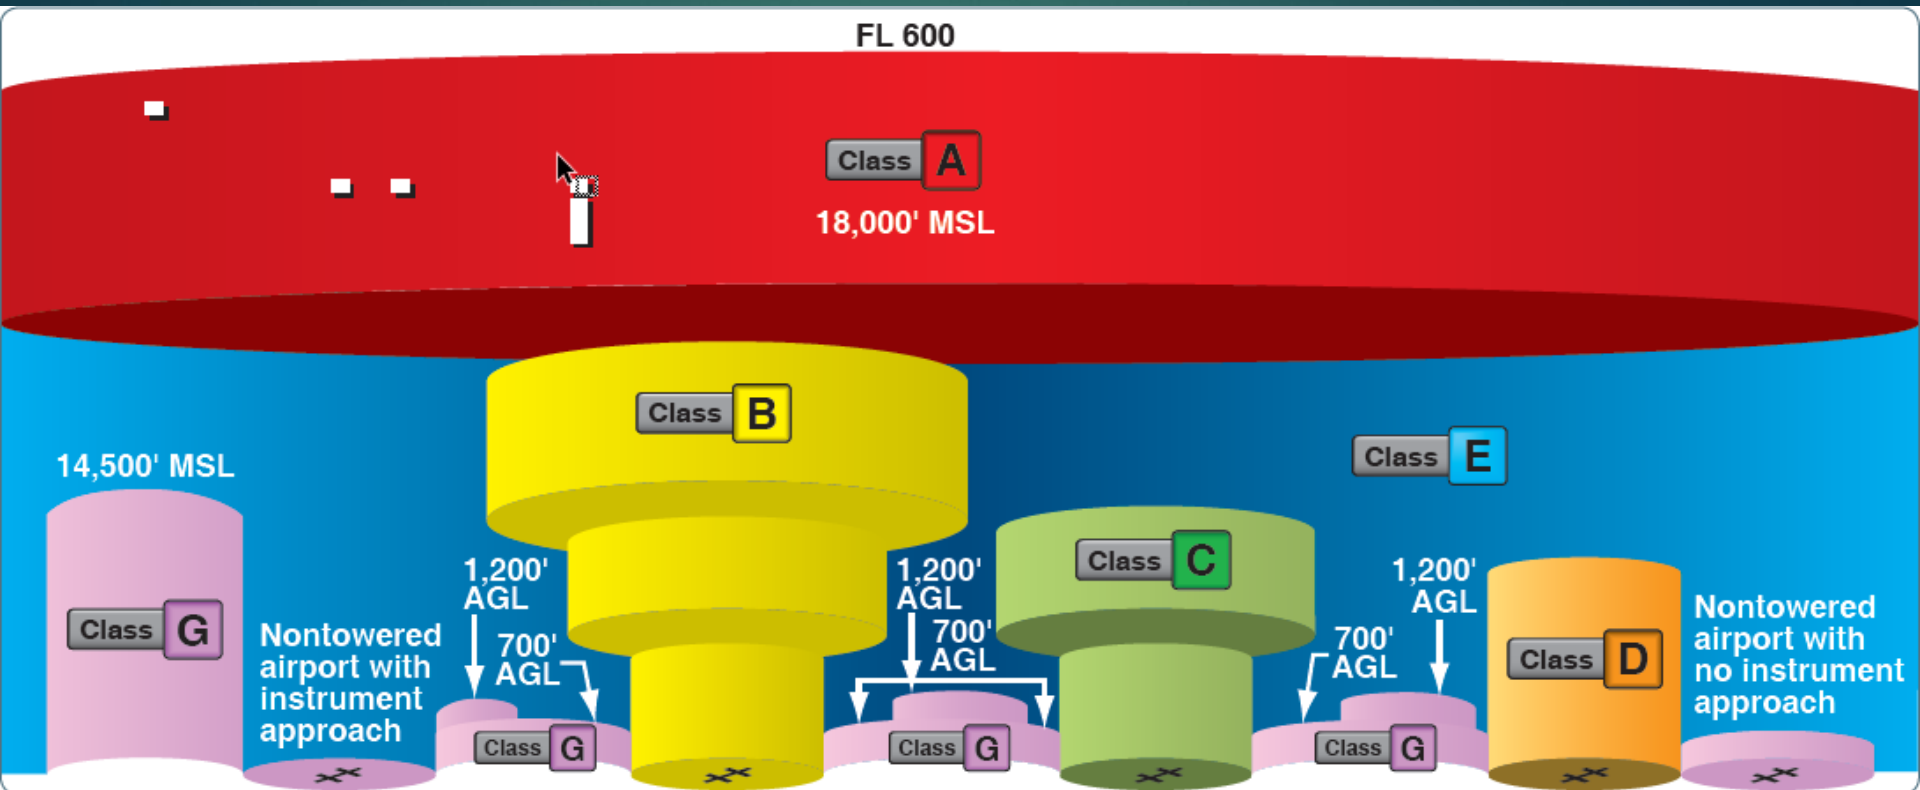 FL 600
Class A
18,000' MSL
Class B
Class E
14,500' MSL
Class G
Nontowered
airport with
instrument
approach
1,200'
AGL
700'
AGL
Class G
1,200'
AGL
700'
AGL
Class G
Class C
700'
AGL
1,200'
AGL
Class G
Class D
Nontowered
airport with
no instrument
approach